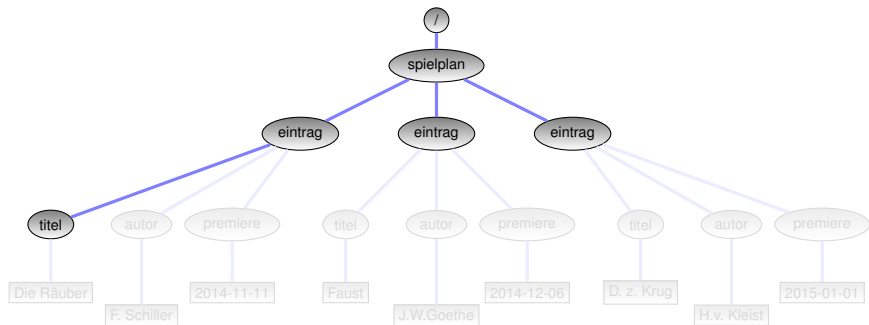 /
spielplan
eintrag eintrag eintrag
titel autor premiere titel autor premiere titel autor premiere
Die Räuber 2014-11-11 Faust 2014-12-06 D. z. Krug 2015-01-01
F. Schiller J.W.Goethe H.v. Kleist